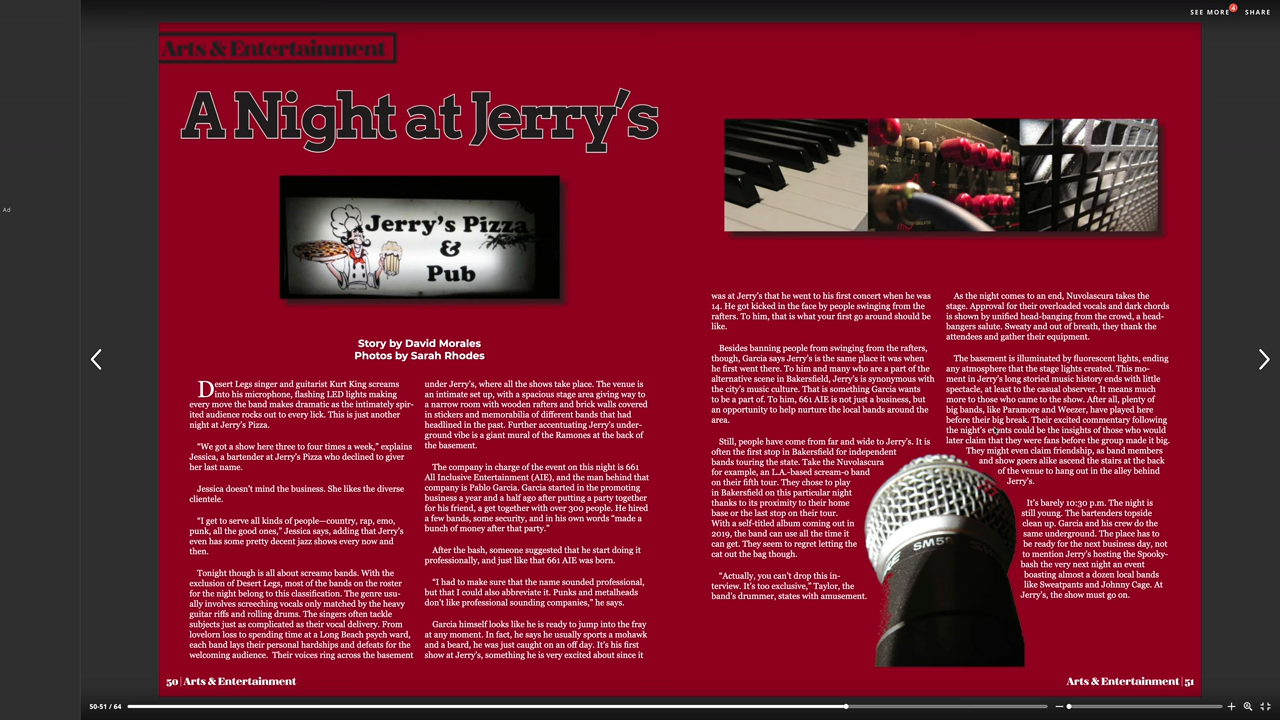 SEE MORE 4 SHARE
Ad
Arts & Entertainment
A Night at Jerry's
Jerry's Pizza
&
Pub
Story by David Morales
Photos by Sarah Rhodes
Desert Legs singer and guitarist Kurt King screams
into his microphone, flashing LED lights making
every move the band makes dramatic as the intimately spir-
ited audience rocks out to every lick. This is just another
night at Jerry's Pizza.
"We got a show here three to four times a week," explains
Jessica, a bartender at Jerry's Pizza who declined to giver
her last name.
Jessica doesn't mind the business. She likes the diverse
clientele.
"I get to serve all kinds of people—country, rap, emo,
punk, all the good ones," Jessica says, adding that Jerry's
even has some pretty decent jazz shows every now and
then.
Tonight though is all about screamo bands. With the
exclusion of Desert Legs, most of the bands on the roster
for the night belong to this classification. The genre usu-
ally involves screeching vocals only matched by the heavy
guitar riffs and rolling drums. The singers often tackle
subjects just as complicated as their vocal delivery. From
lovelorn loss to spending time at a Long Beach psych ward,
each band lays their personal hardships and defeats for the
welcoming audience. Their voices ring across the basement
under Jerry's, where all the shows take place. The venue is
an intimate set up, with a spacious stage area giving way to
a narrow room with wooden rafters and brick walls covered
in stickers and memorabilia of different bands that had
headlined in the past. Further accentuating Jerry's under-
ground vibe is a giant mural of the Ramones at the back of
the basement.
The company in charge of the event on this night is 661
All Inclusive Entertainment (AIE), and the man behind that
company is Pablo Garcia. Garcia started in the promoting
business a year and a half ago after putting a party together
for his friend, a get together with over 300 people. He hired
a few bands, some security, and in his own words "made a
bunch of money after that party."
After the bash, someone suggested that he start doing it
professionally, and just like that 661 AIE was born.
"I had to make sure that the name sounded professional,
but that I could also abbreviate it. Punks and metalheads
don't like professional sounding companies," he says.
Garcia himself looks like he is ready to jump into the fray
at any moment. In fact, he says he usually sports a mohawk
and a beard, he was just caught on an off day. It's his first
show at Jerry's, something he is very excited about since it
50 | Arts & Entertainment
was at Jerry's that he went to his first concert when he was
14. He got kicked in the face by people swinging from the
rafters. To him, that is what your first go around should be
like.
Besides banning people from swinging from the rafters,
though, Garcia says Jerry's is the same place it was when
he first went there. To him and many who are a part of the
alternative scene in Bakersfield, Jerry's is synonymous with
the city's music culture. That is something Garcia wants
to be a part of. To him, 661 AIE is not just a business, but
an opportunity to help nurture the local bands around the
area.
Still, people have come from far and wide to Jerry's. It is
often the first stop in Bakersfield for independent
bands touring the state. Take the Nuvolascura
for example, an L.A.-based scream-o band
on their fifth tour. They chose to play
in Bakersfield on this particular night
thanks to its proximity to their home
base or the last stop on their tour.
With a self-titled album coming out in
2019, the band can use all the time it
can get. They seem to regret letting the
cat out the bag though.
"Actually, you can't drop this in-
terview. It's too exclusive," Taylor, the
band's drummer, states with amusement.
As the night comes to an end, Nuvolascura takes the
stage. Approval for their overloaded vocals and dark chords
is shown by unified head-banging from the crowd, a head-
bangers salute. Sweaty and out of breath, they thank the
attendees and gather their equipment.
The basement is illuminated by fluorescent lights, ending
any atmosphere that the stage lights created. This mo-
ment in Jerry's long storied music history ends with little
spectacle, at least to the casual observer. It means much
more to those who came to the show. After all, plenty of
big bands, like Paramore and Weezer, have played here
before their big break. Their excited commentary following
the night's events could be the insights of those who would
later claim that they were fans before the group made it big.
They might even claim friendship, as band members
and show goers alike ascend the stairs at the back
of the venue to hang out in the alley behind
Jerry's.
It's barely 10:30 p.m. The night is
still young. The bartenders topside
clean up. Garcia and his crew do the
same underground. The place has to
be ready for the next business day, not
to mention Jerry's hosting the Spooky-
bash the very next night an event
boasting almost a dozen local bands
like Sweatpants and Johnny Cage. At
Jerry's, the show must go on.
SM58
Arts & Entertainment | 51
50-51 / 64